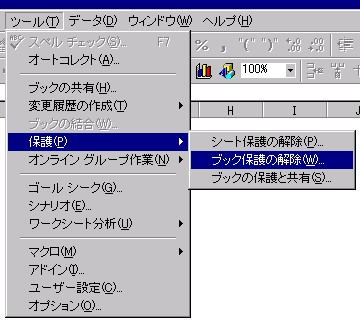 ツール(T) データ(D) ウィンドウ(W) ヘルプ(H)
スペル チェック(S)... F7
オートコレクト(A)...
ブックの共有(H)...
変更履歴の作成(T)
ブックの結合(W)...
保護(P)
オンライン グループ作業(N)
ゴール シーク(G)...
シナリオ(E)...
ワークシート分析(U)
マクロ(M)
アドイン(I)...
ユーザー設定(C)...
オプション(O)...
% , "(" ")" +.0 .00 .00 +.0
100%
H I J
シート保護の解除(P)...
ブック保護の解除(W)...
ブックの保護と共有(S)...